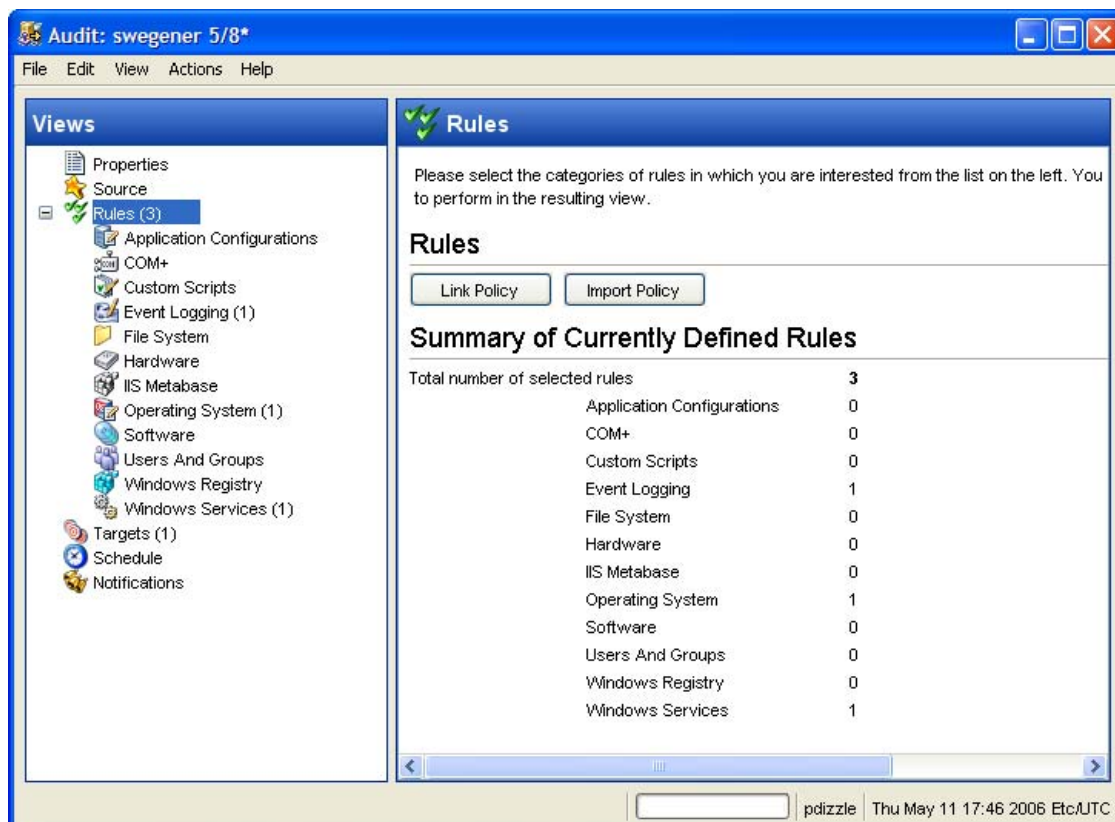 Audit: swegener 5/8*
File Edit View Actions Help
Views
Properties
Source
Rules (3)
Application Configurations
COM+
Custom Scripts
Event Logging (1)
File System
Hardware
IIS Metabase
Operating System (1)
Software
Users And Groups
Windows Registry
Windows Services (1)
Targets (1)
Schedule
Notifications
Rules
Please select the categories of rules in which you are interested from the list on the left. You
to perform in the resulting view.
Rules
Link Policy Import Policy
Summary of Currently Defined Rules
Total number of selected rules 3
Application Configurations 0
COM+ 0
Custom Scripts 0
Event Logging 1
File System 0
Hardware 0
IIS Metabase 0
Operating System 1
Software 0
Users And Groups 0
Windows Registry 0
Windows Services 1
pdizzle Thu May 11 17:46 2006 Etc/UTC